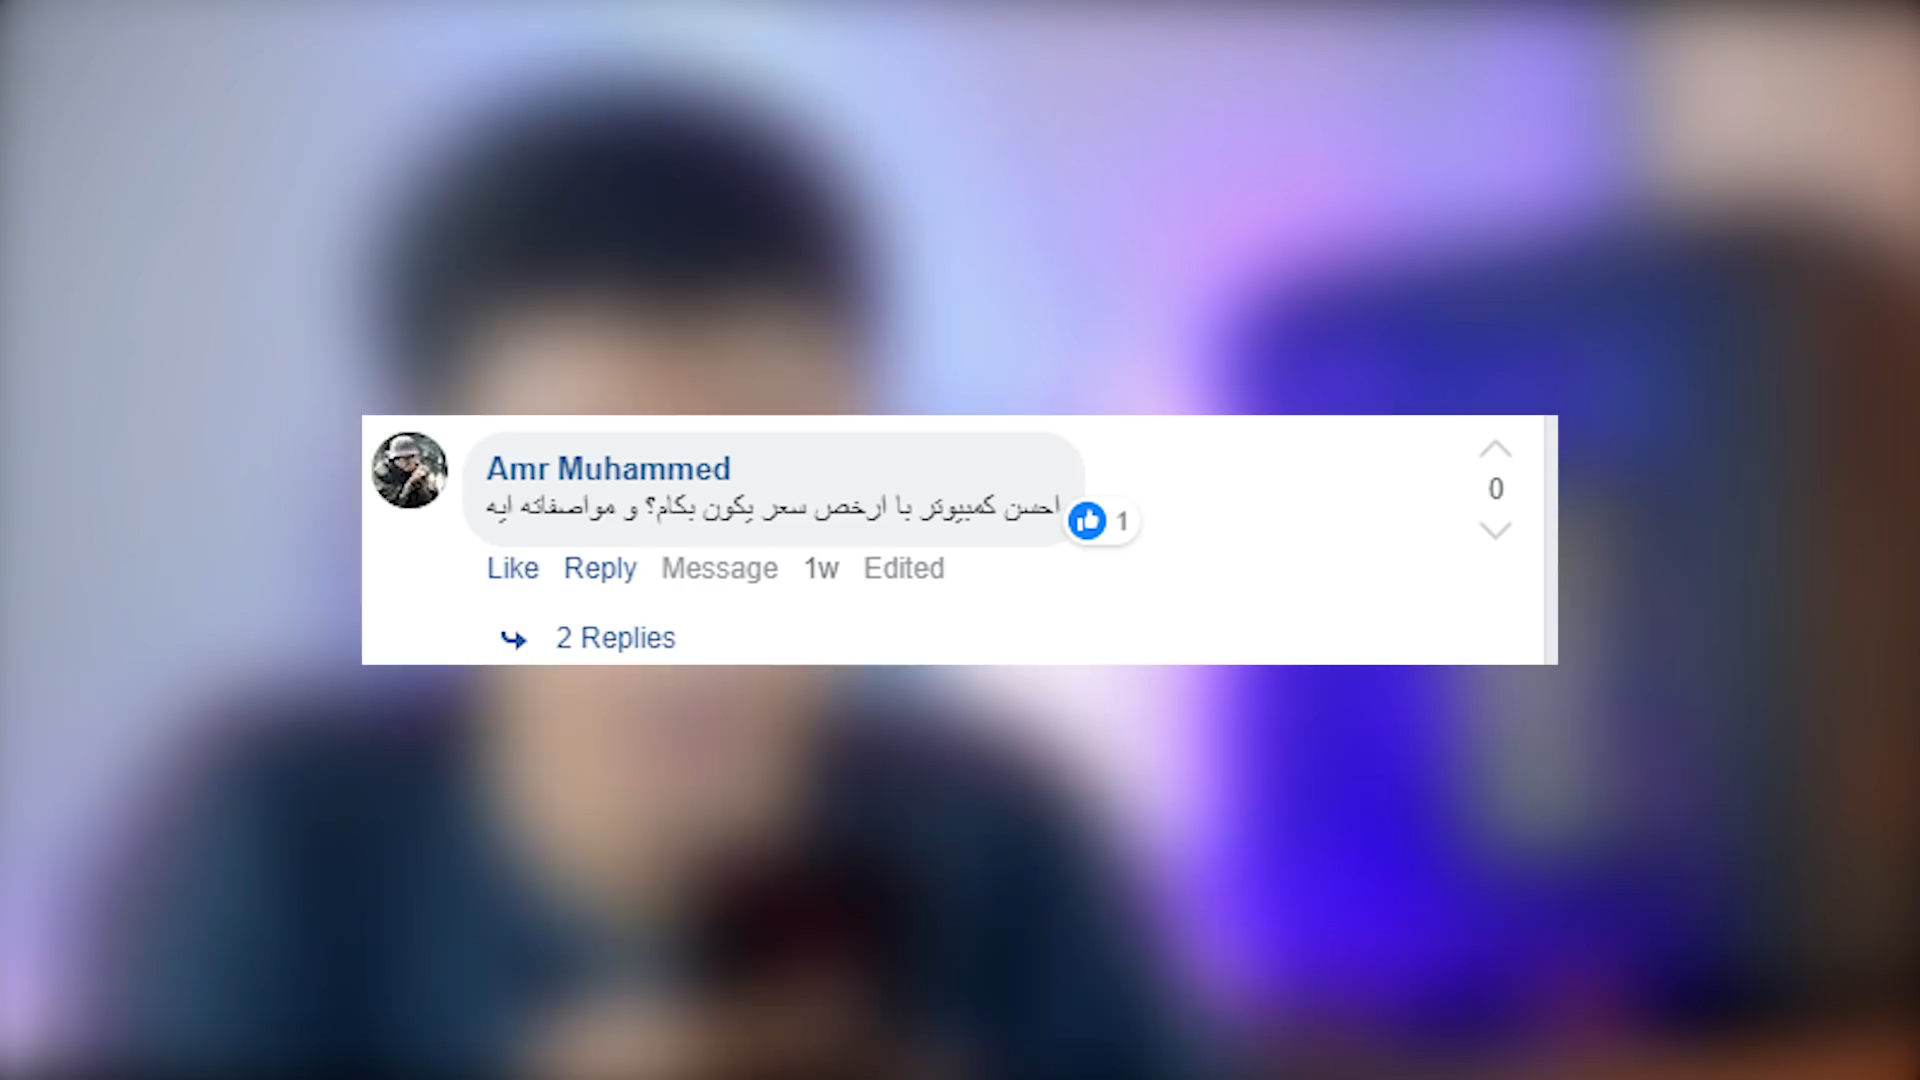 Amr Muhammed
احسن كمبيوتر با ارخص سعر يكون بكام؟ و مواصفاته ايه
1
Like Reply Message 1w Edited
2 Replies
0